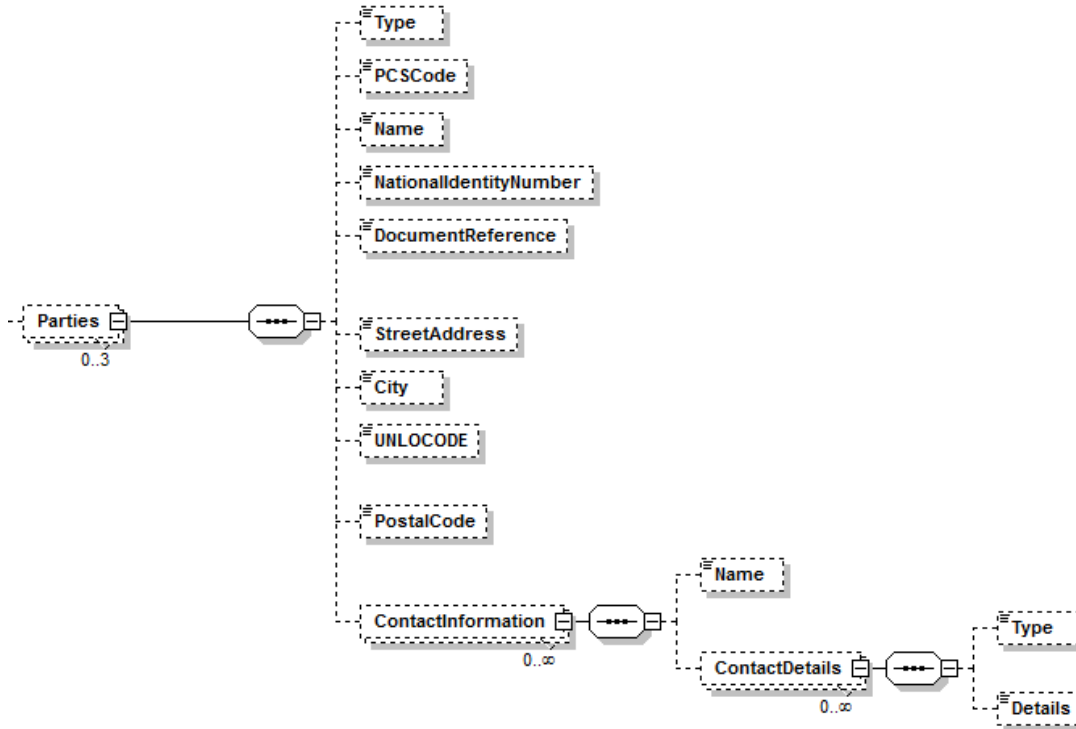 Type
PCSCode
Name
NationalIdentityNumber
DocumentReference
Parties
0..3
StreetAddress
City
UNLOCODE
PostalCode
ContactInformation
0..∞
Name
ContactDetails
0..∞
Type
Details